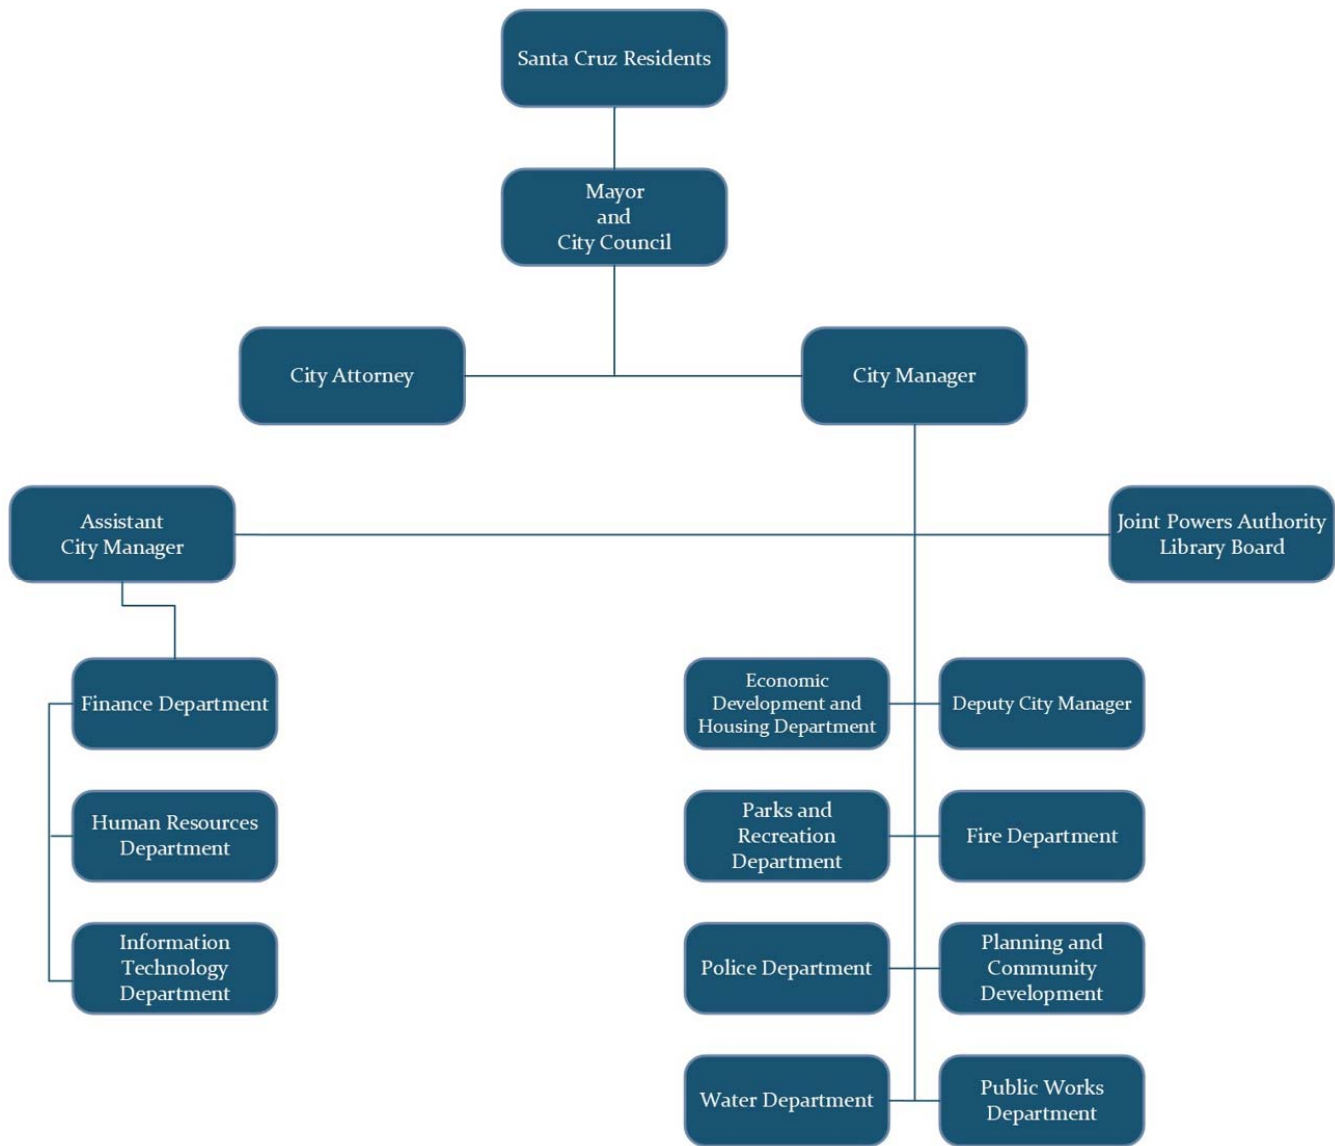 Santa Cruz Residents
Mayor
and
City Council
City Attorney
City Manager
Assistant
City Manager
Joint Powers Authority
Library Board
Finance Department
Economic
Development and
Housing Department
Deputy City Manager
Human Resources
Department
Parks and
Recreation
Department
Fire Department
Information
Technology
Department
Police Department
Planning and
Community
Development
Water Department
Public Works
Department